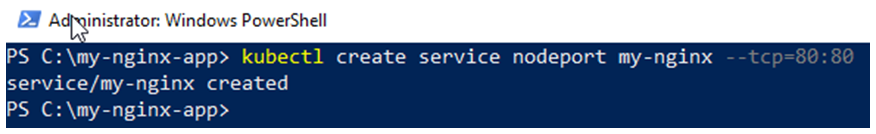 Administrator: Windows PowerShell
PS C:\my-nginx-app> kubectl create service nodeport my-nginx --tcp=80:80
service/my-nginx created
PS C:\my-nginx-app>